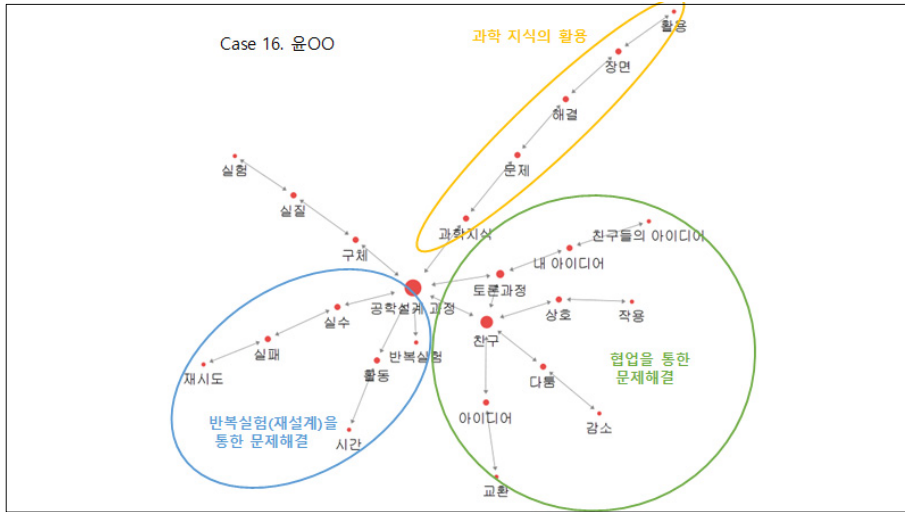 Case 16. 윤OO
과학 지식의 활용
활용
장면
해결
문제
과학지식
실험
실질
구체
공학설계 과정
토론과정
내 아이디어
친구들의 아이디어
상호
작용
친구
다툼
감소
아이디어
교환
협업을 통한
문제해결
실수
실패
재시도
반복실험
활동
시간
반복실험(재설계)을
통한 문제해결